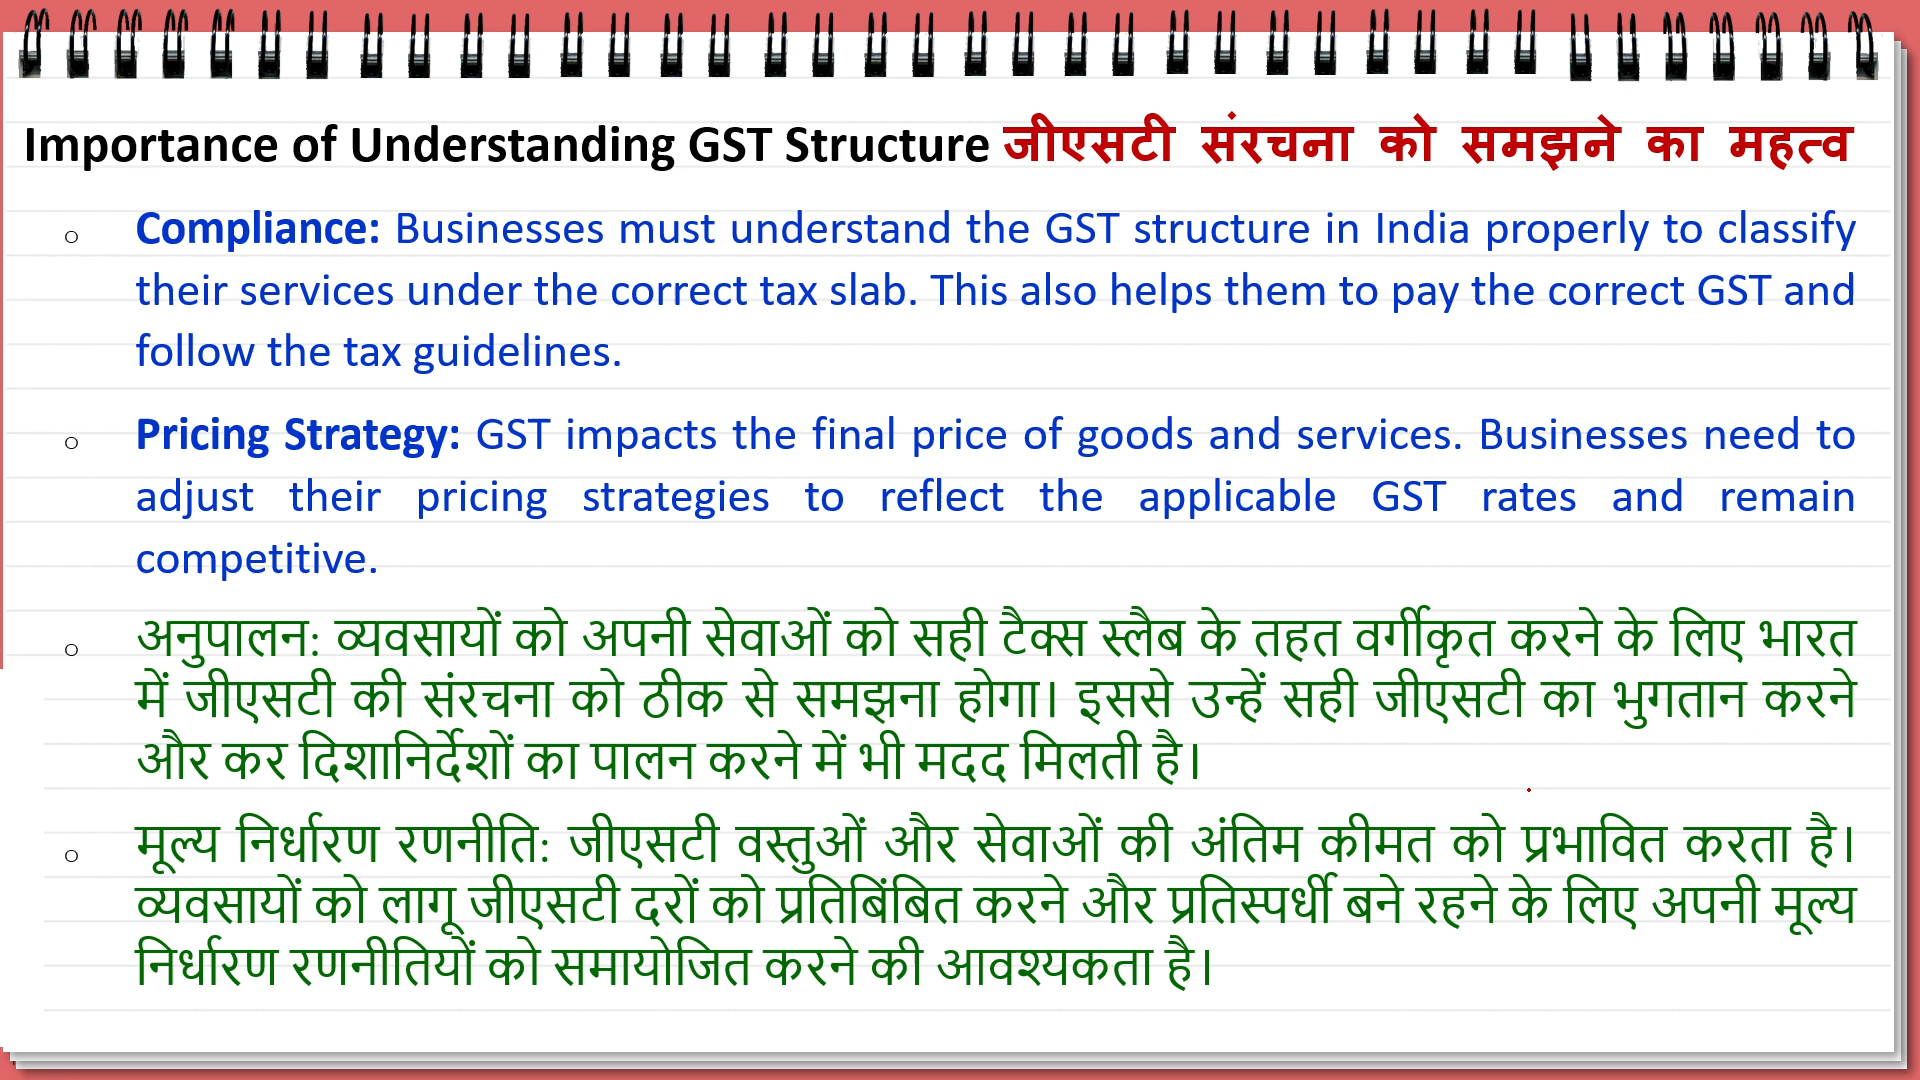 Importance of Understanding GST Structure जीएसटी संरचना को समझने का महत्व
Compliance: Businesses must understand the GST structure in India properly to classify
their services under the correct tax slab. This also helps them to pay the correct GST and
follow the tax guidelines.
Pricing Strategy: GST impacts the final price of goods and services. Businesses need to
adjust their pricing strategies to reflect the applicable GST rates and remain
competitive.
अनुपालन: व्यवसायों को अपनी सेवाओं को सही टैक्स स्लैब के तहत वर्गीकृत करने के लिए भारत
में जीएसटी की संरचना को ठीक से समझना होगा। इससे उन्हें सही जीएसटी का भुगतान करने
और कर दिशानिर्देशों का पालन करने में भी मदद मिलती है।
मूल्य निर्धारण रणनीति: जीएसटी वस्तुओं और सेवाओं की अंतिम कीमत को प्रभावित करता है।
व्यवसायों को लागू जीएसटी दरों को प्रतिबिंबित करने और प्रतिस्पर्धी बने रहने के लिए अपनी मूल्य
निर्धारण रणनीतियों को समायोजित करने की आवश्यकता है।